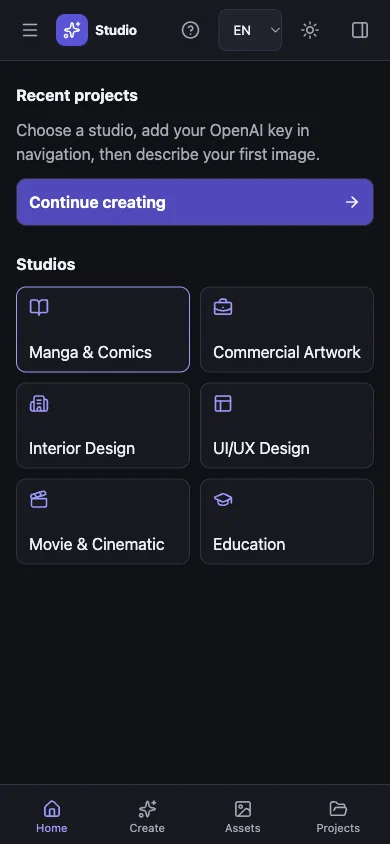 Studio
EN
Recent projects
Choose a studio, add your OpenAI key in
navigation, then describe your first image.
Continue creating
Studios
Manga & Comics
Commercial Artwork
Interior Design
UI/UX Design
Movie & Cinematic
Education
Home
Create
Assets
Projects